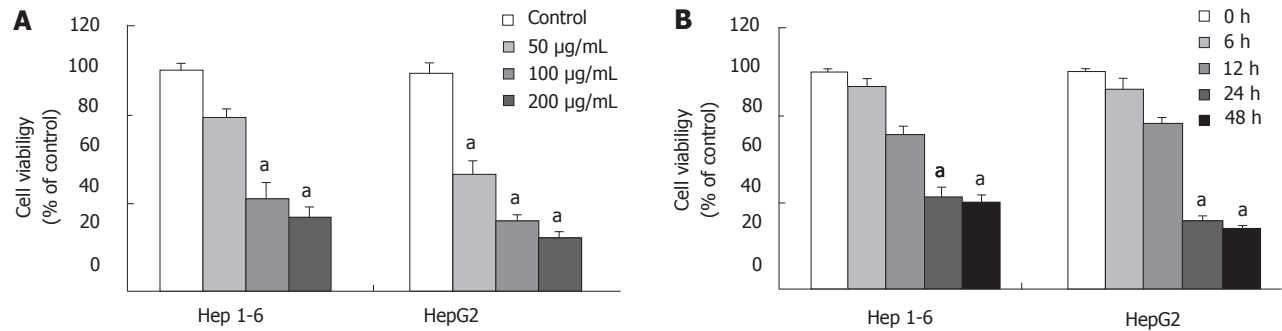 A
Cell viabiligy
(% of control)
120
100
80
60
40
20
0
Control
50 µg/mL
100 µg/mL
200 µg/mL
a
a
a
a
a
Hep 1-6
HepG2
B
Cell viabiligy
(% of control)
120
100
80
60
40
20
0
0 h
6 h
12 h
24 h
48 h
a
a
a
a
Hep 1-6
HepG2